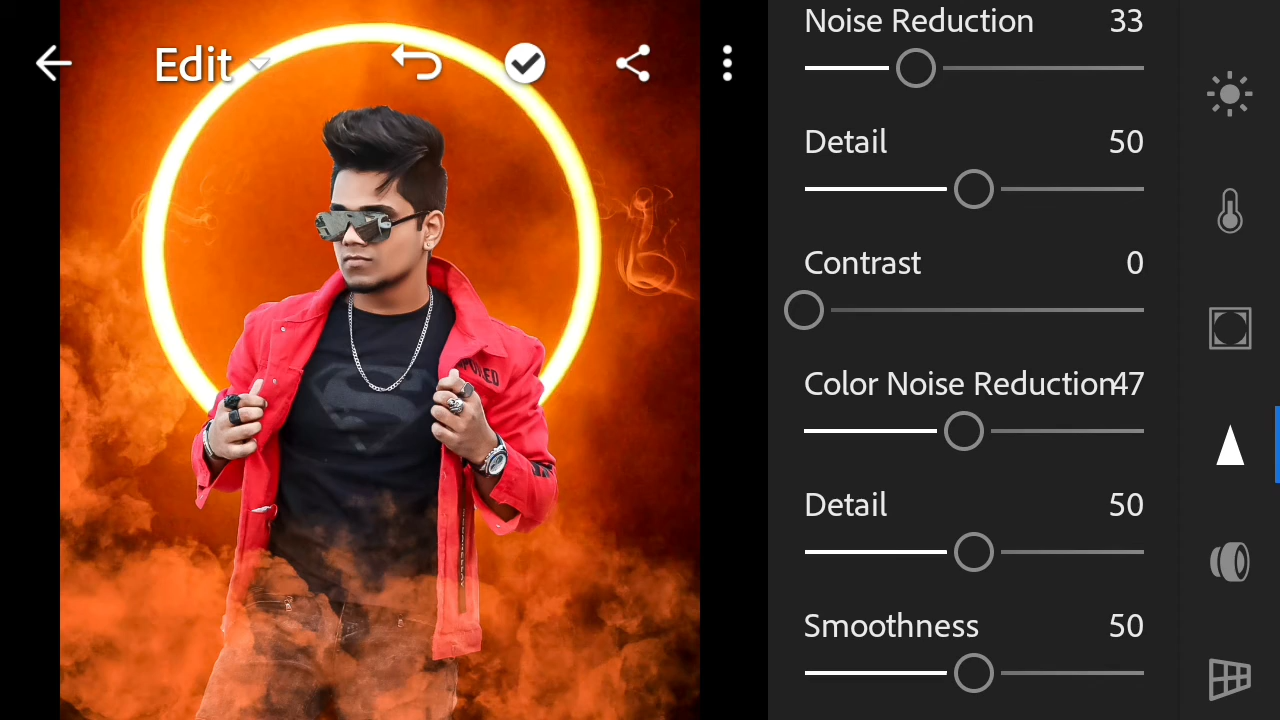 Edit
Noise Reduction 33
Detail 50
Contrast 0
Color Noise Reduction 47
Detail 50
Smoothness 50